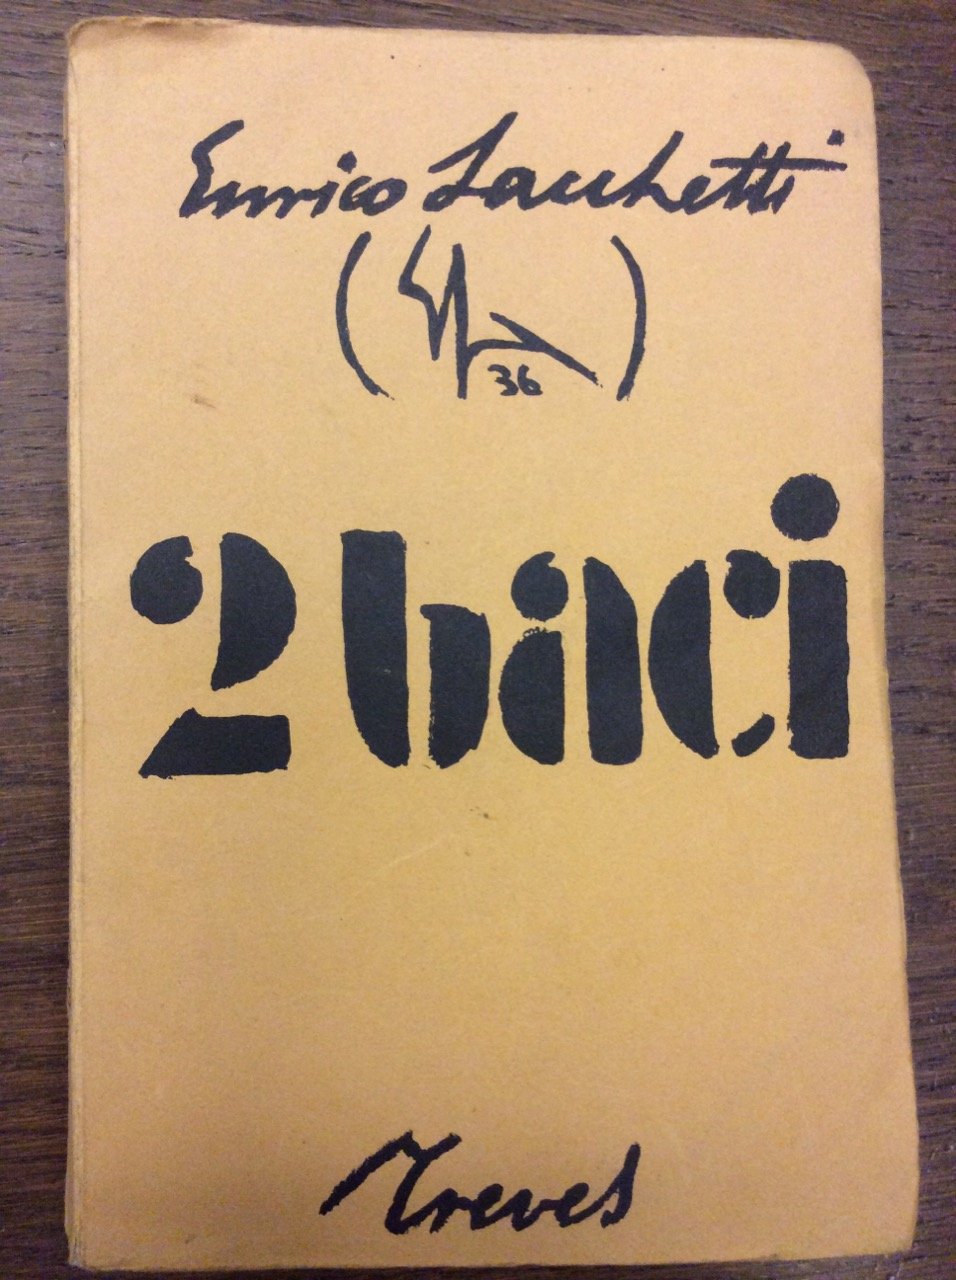 Enrico Sacchetti
36
2 baci
Treves